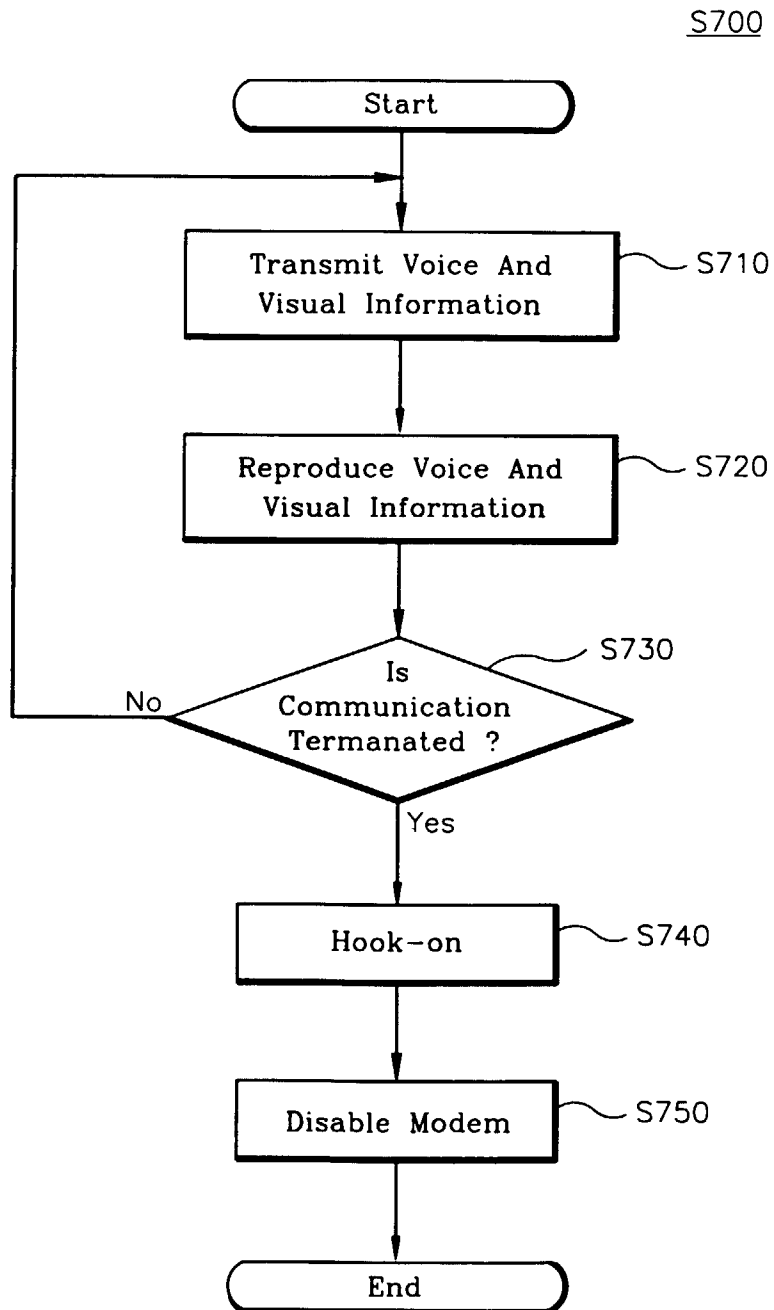 S700
Start
Transmit Voice And
Visual Information
S710
Reproduce Voice And
Visual Information
S720
Is
Communication
Termanated ?
S730
No
Yes
Hook-on
S740
Disable Modem
S750
End